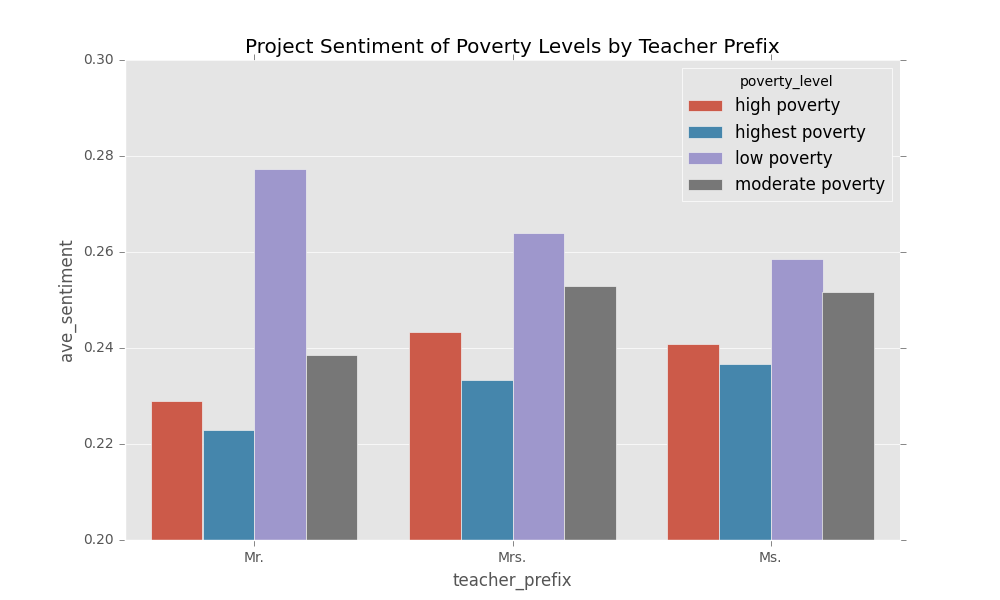 Project Sentiment of Poverty Levels by Teacher Prefix
poverty_level
high poverty
highest poverty
low poverty
moderate poverty
ave_sentiment
0.30
0.28
0.26
0.24
0.22
0.20
Mr.
Mrs.
Ms.
teacher_prefix